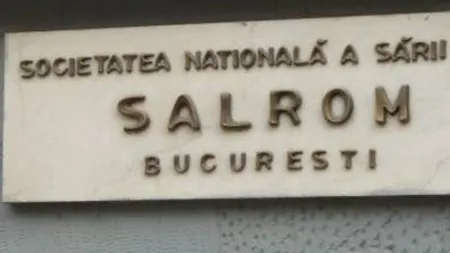 SOCIETATEA NATIONALĂ A SĂRII
SALROM
BUCURESTI